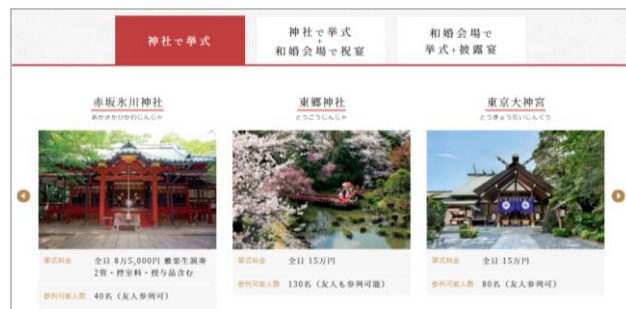 神社で挙式
神社で挙式
+
和婚会場で祝宴
和婚会場で
挙式+披露宴
赤坂氷川神社
あかさかひかわじんじゃ
東郷神社
とうごうじんじゃ
東京大神宮
とうきょうだいじんぐう
挙式料金 全日 8万5,000円 雅楽生演奏
2管・控室料・授与品含む
参列可能人数 40名（友人参列可）
挙式料金 全日 15万円
参列可能人数 130名（友人も参列可能）
挙式料金 全日 15万円
参列可能人数 80名（友人参列可）